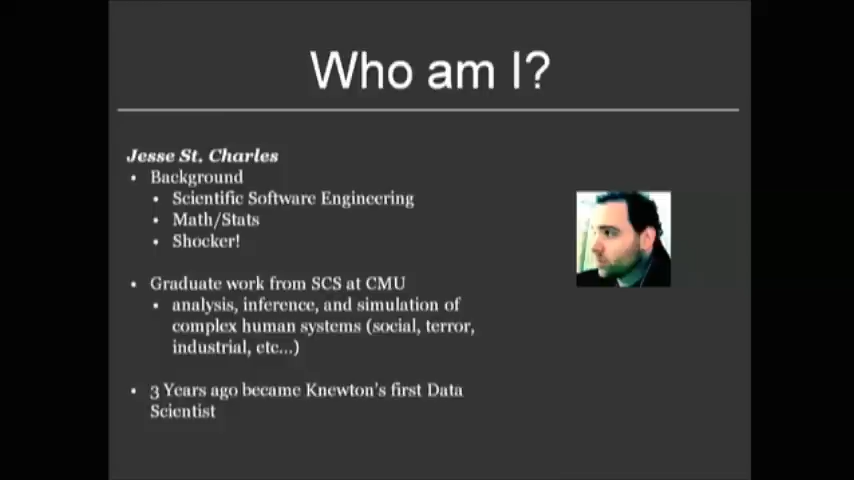 Who am I?
Jesse St. Charles
• Background
• Scientific Software Engineering
• Math/Stats
• Shocker!
• Graduate work from SCS at CMU
• analysis, inference, and simulation of
complex human systems (social, terror,
industrial, etc...)
• 3 Years ago became Knewton's first Data
Scientist